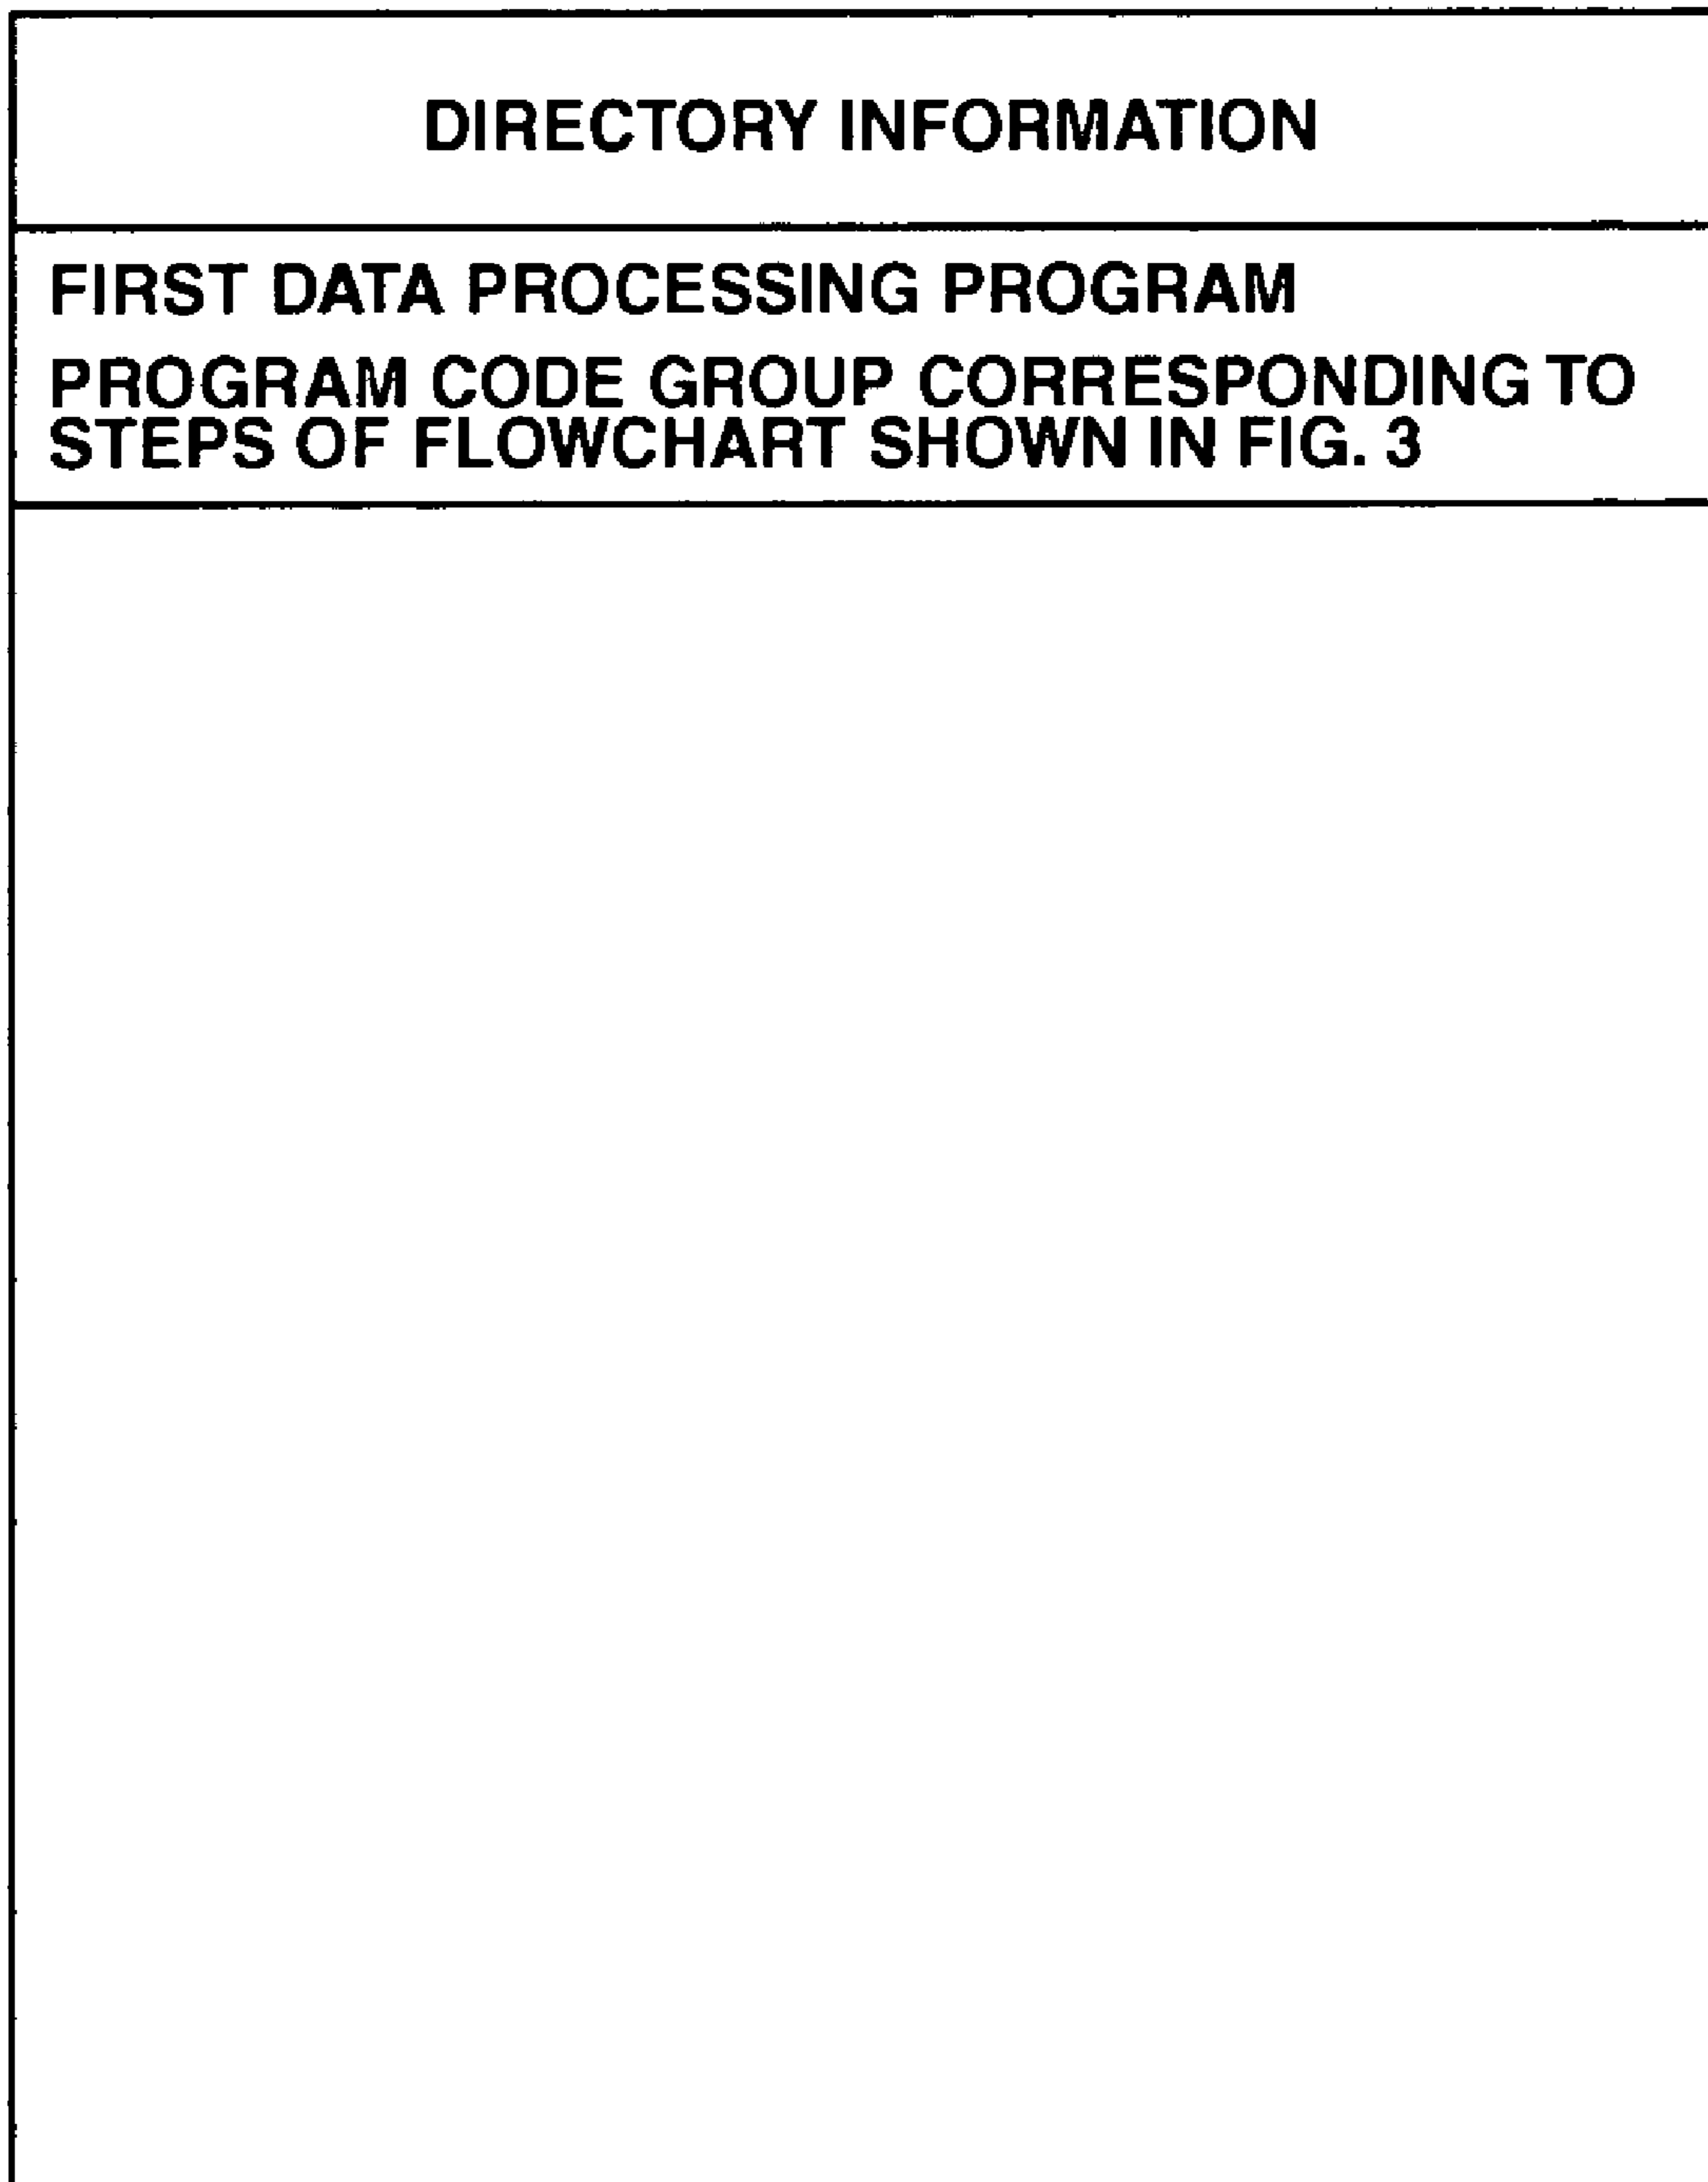 DIRECTORY INFORMATION
FIRST DATA PROCESSING PROGRAM
PROGRAM CODE GROUP CORRESPONDING TO
STEPS OF FLOWCHART SHOWN IN FIG. 3